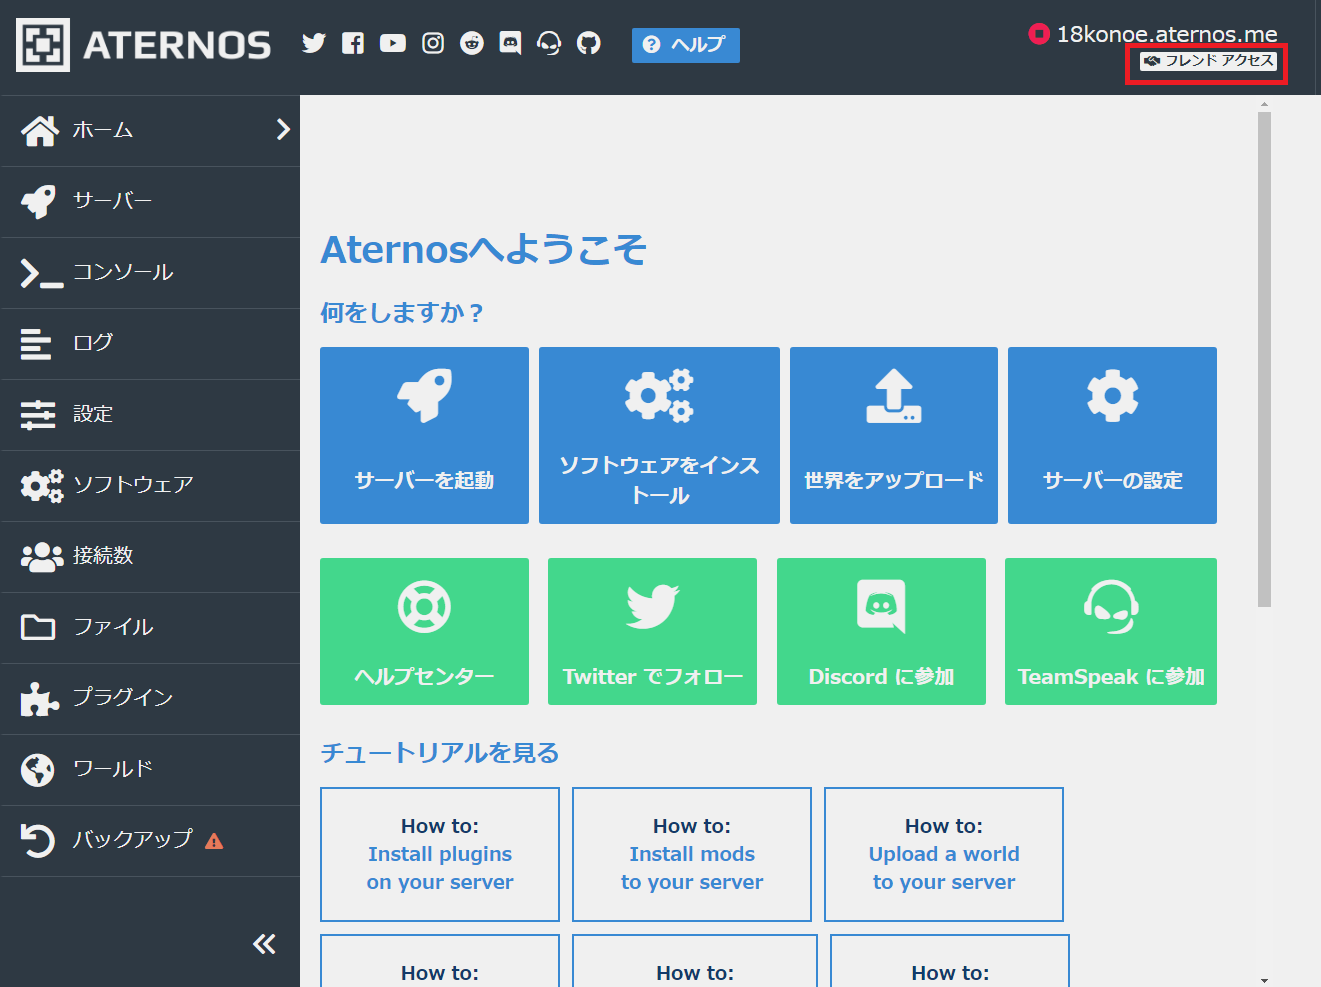 ATERNOS
ヘルプ
18konoe.aternos.me
フレンド アクセス
ホーム
サーバー
コンソール
ログ
設定
ソフトウェア
接続数
ファイル
プラグイン
ワールド
バックアップ
Aternosへようこそ
何をしますか？
サーバーを起動
ソフトウェアをインス
トール
世界をアップロード
サーバーの設定
ヘルプセンター
Twitter でフォロー
Discord に参加
TeamSpeak に参加
チュートリアルを見る
How to:
Install plugins
on your server
How to:
Install mods
to your server
How to:
Upload a world
to your server
How to:
How to:
How to: